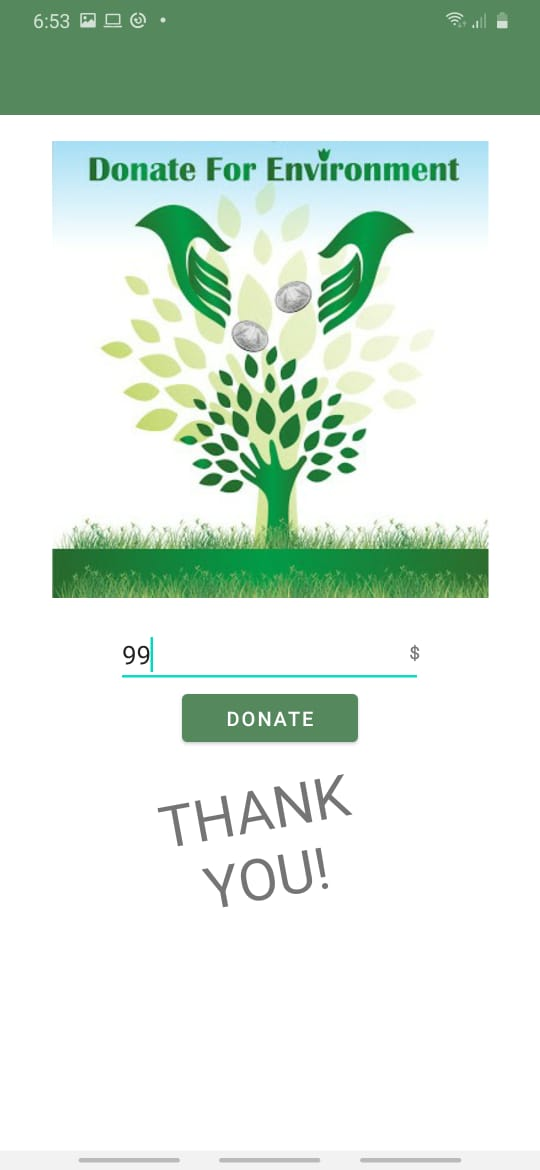 6:53
Donate For Environment
99 $
DONATE
THANK
YOU!